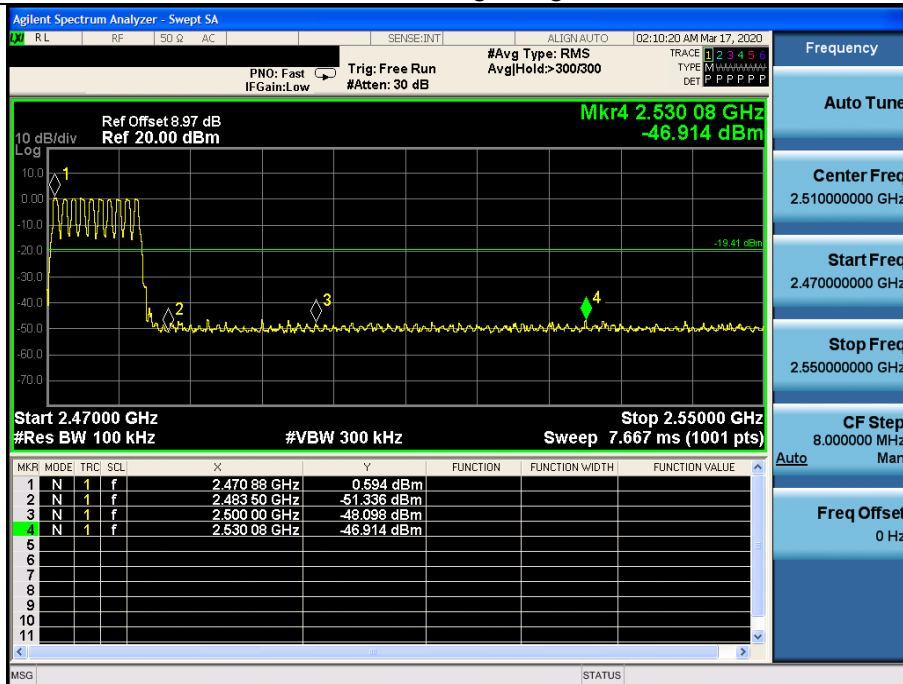 Agilent Spectrum Analyzer - Swept SA
LXI RL RF 50 Ω AC SENSE:INT ALIGNAUTO 02:10:20 AM Mar 17, 2020
PNO: Fast Trig: Free Run #Avg Type: RMS TRACE 1 2 3 4 5 6
IFGain:Low #Atten: 30 dB Avg|Hold:>300/300 TYPE MWWWWW
DET P P P P P P
Mkr4 2.530 08 GHz
-46.914 dBm
Ref Offset 8.97 dB
10 dB/div Ref 20.00 dBm
Log
10.0
0.00
-10.0
-20.0
-30.0
-40.0
-50.0
-60.0
-70.0
1
2
3
4
-19.41 dBm
Start 2.47000 GHz Stop 2.55000 GHz
#Res BW 100 kHz #VBW 300 kHz Sweep 7.667 ms (1001 pts)
MKR MODE TRC SCL X Y FUNCTION FUNCTION WIDTH FUNCTION VALUE
1 N 1 f 2.470 88 GHz 0.594 dBm
2 N 1 f 2.483 50 GHz -51.336 dBm
3 N 1 f 2.500 00 GHz -48.098 dBm
4 N 1 f 2.530 08 GHz -46.914 dBm
5
6
7
8
9
10
11
MSG STATUS
Frequency
Auto Tune
Center Freq
2.510000000 GHz
Start Freq
2.470000000 GHz
Stop Freq
2.550000000 GHz
CF Step
8.000000 MHz
Auto Man
Freq Offset
0 Hz